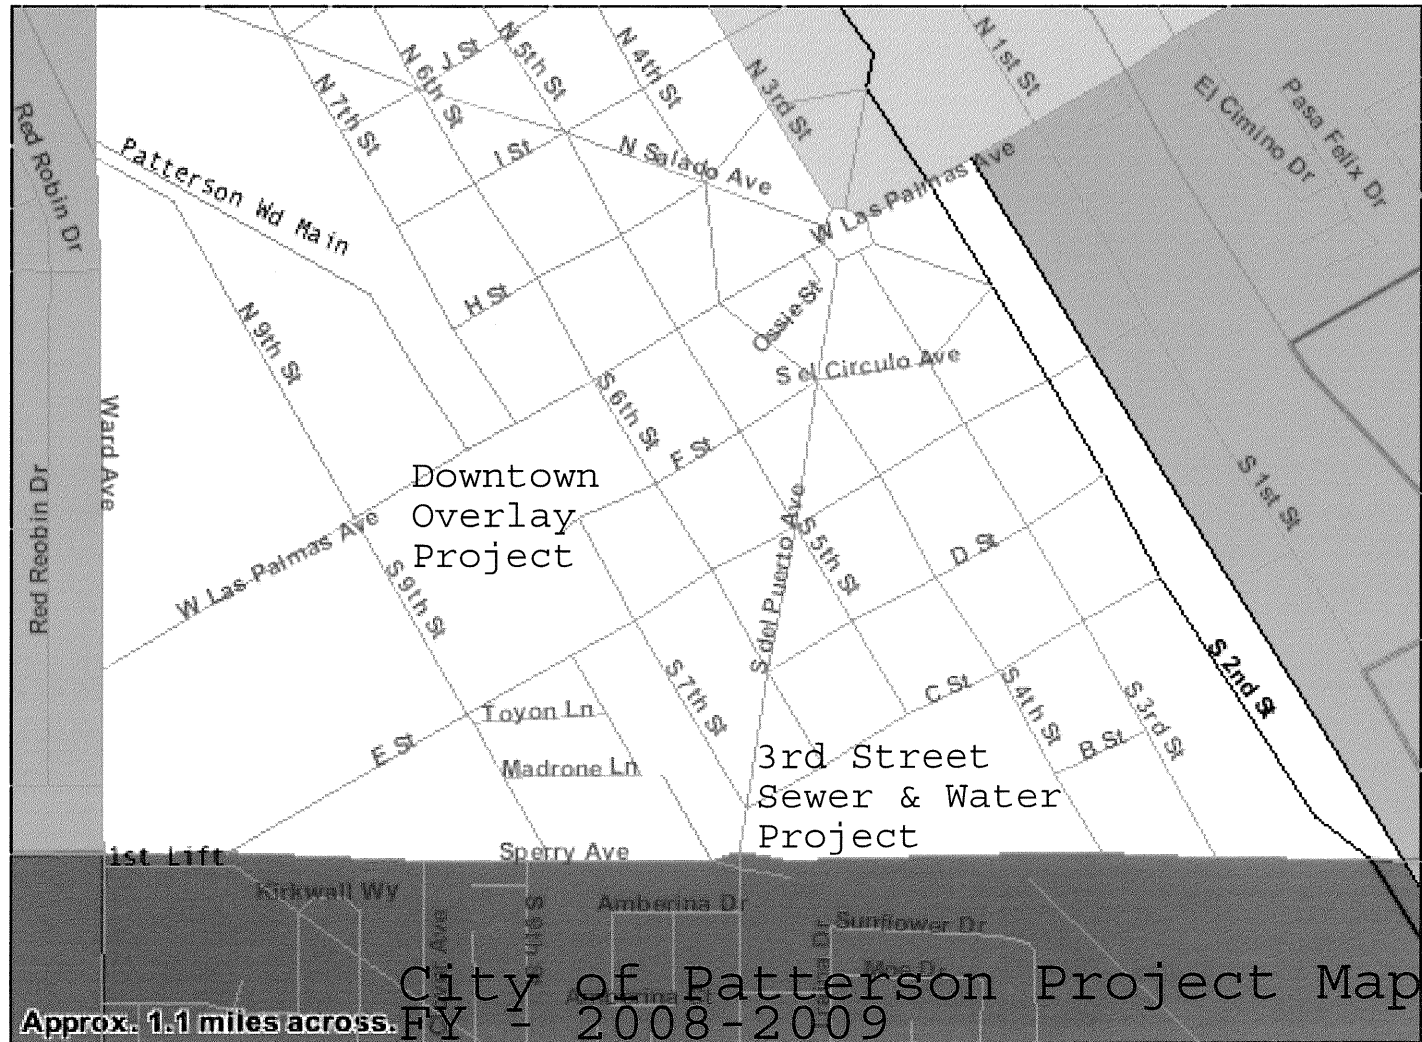 N 1st St
N 5th St
N 4th St
J St
N 6th St
N 3rd St
N 7th St
El Cimino Dr
Pasa Felix Dr
Red Robin Dr
Patterson Wd Main
I St
N Salado Ave
W Las Palmas Ave
H St
Ossie St
N 9th St
S el Circulo Ave
Ward Ave
S 6th St
F St
Red Reobin Dr
Downtown
Overlay
Project
W Las Palmas Ave
S 9th St
S del Puerto Ave
S 5th St
D St
S 1st St
S 7th St
C St
S 4th St
S 3rd St
S 2nd St
Toyon Ln
E St
B St
Madrone Ln
3rd Street
Sewer & Water
Project
ist Lift
Sperry Ave
Kirkwall Wy
Amberina Dr
Sunflower Dr
City of Patterson Project Map
FY - 2008-2009
Approx. 1.1 miles across.